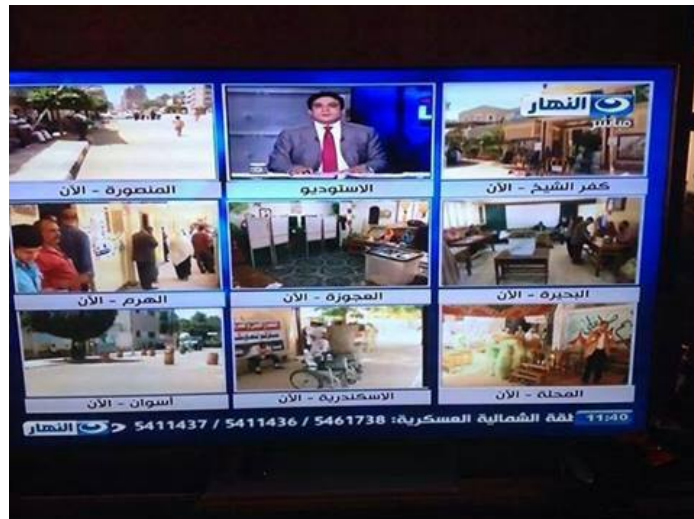 النهار
مباشر
كفر الشيخ - الآن
الاستوديو
المنصورة - الآن
البحيرة - الآن
العجوزة - الآن
الهرم - الآن
المحلة - الآن
الاسكندرية - الآن
أسوان - الآن
11:40 طقة الشمالية العسكرية: 5461738 / 5411436 / 5411437 النهار